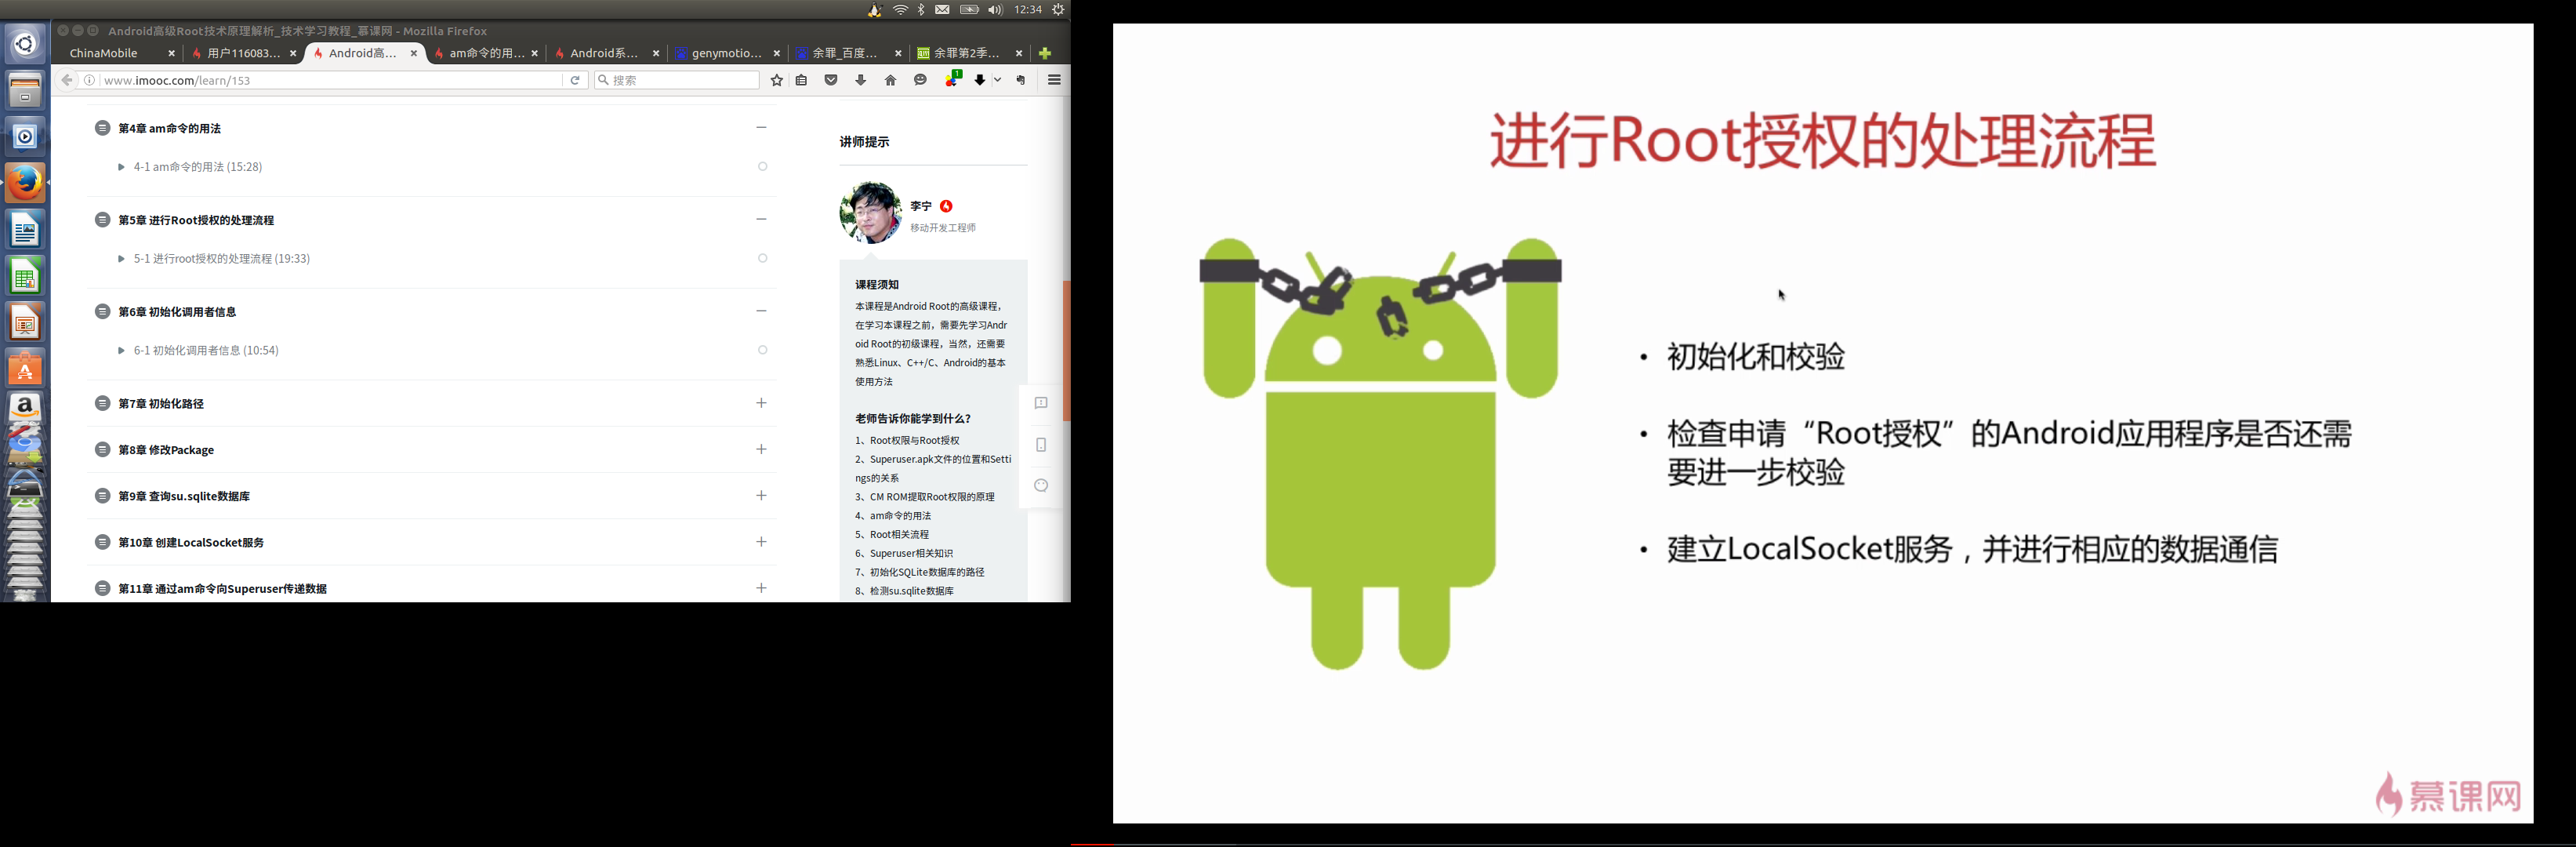 12:34
Android高级Root技术原理解析_技术学习教程_慕课网 - Mozilla Firefox
ChinaMobile
用户116083...
Android高...
am命令的用...
Android系...
genymotio...
余罪_百度...
余罪第2季...
www.imooc.com/learn/153
搜索
1
第4章 am命令的用法
4-1 am命令的用法 (15:28)
第5章 进行Root授权的处理流程
5-1 进行root授权的处理流程 (19:33)
第6章 初始化调用者信息
6-1 初始化调用者信息 (10:54)
第7章 初始化路径
第8章 修改Package
第9章 查询su.sqlite数据库
第10章 创建LocalSocket服务
第11章 通过am命令向Superuser传递数据
讲师提示
李宁
移动开发工程师
课程须知
本课程是Android Root的高级课程，
在学习本课程之前，需要先学习Andr
oid Root的初级课程，当然，还需要
熟悉Linux、C++/C、Android的基本
使用方法
老师告诉你能学到什么？
1、Root权限与Root授权
2、Superuser.apk文件的位置和Setti
ngs的关系
3、CM ROM提取Root权限的原理
4、am命令的用法
5、Root相关流程
6、Superuser相关知识
7、初始化SQLite数据库的路径
8、检测su.sqlite数据库
进行Root授权的处理流程
• 初始化和校验
• 检查申请“Root授权”的Android应用程序是否还需
要进一步校验
• 建立LocalSocket服务，并进行相应的数据通信
慕课网